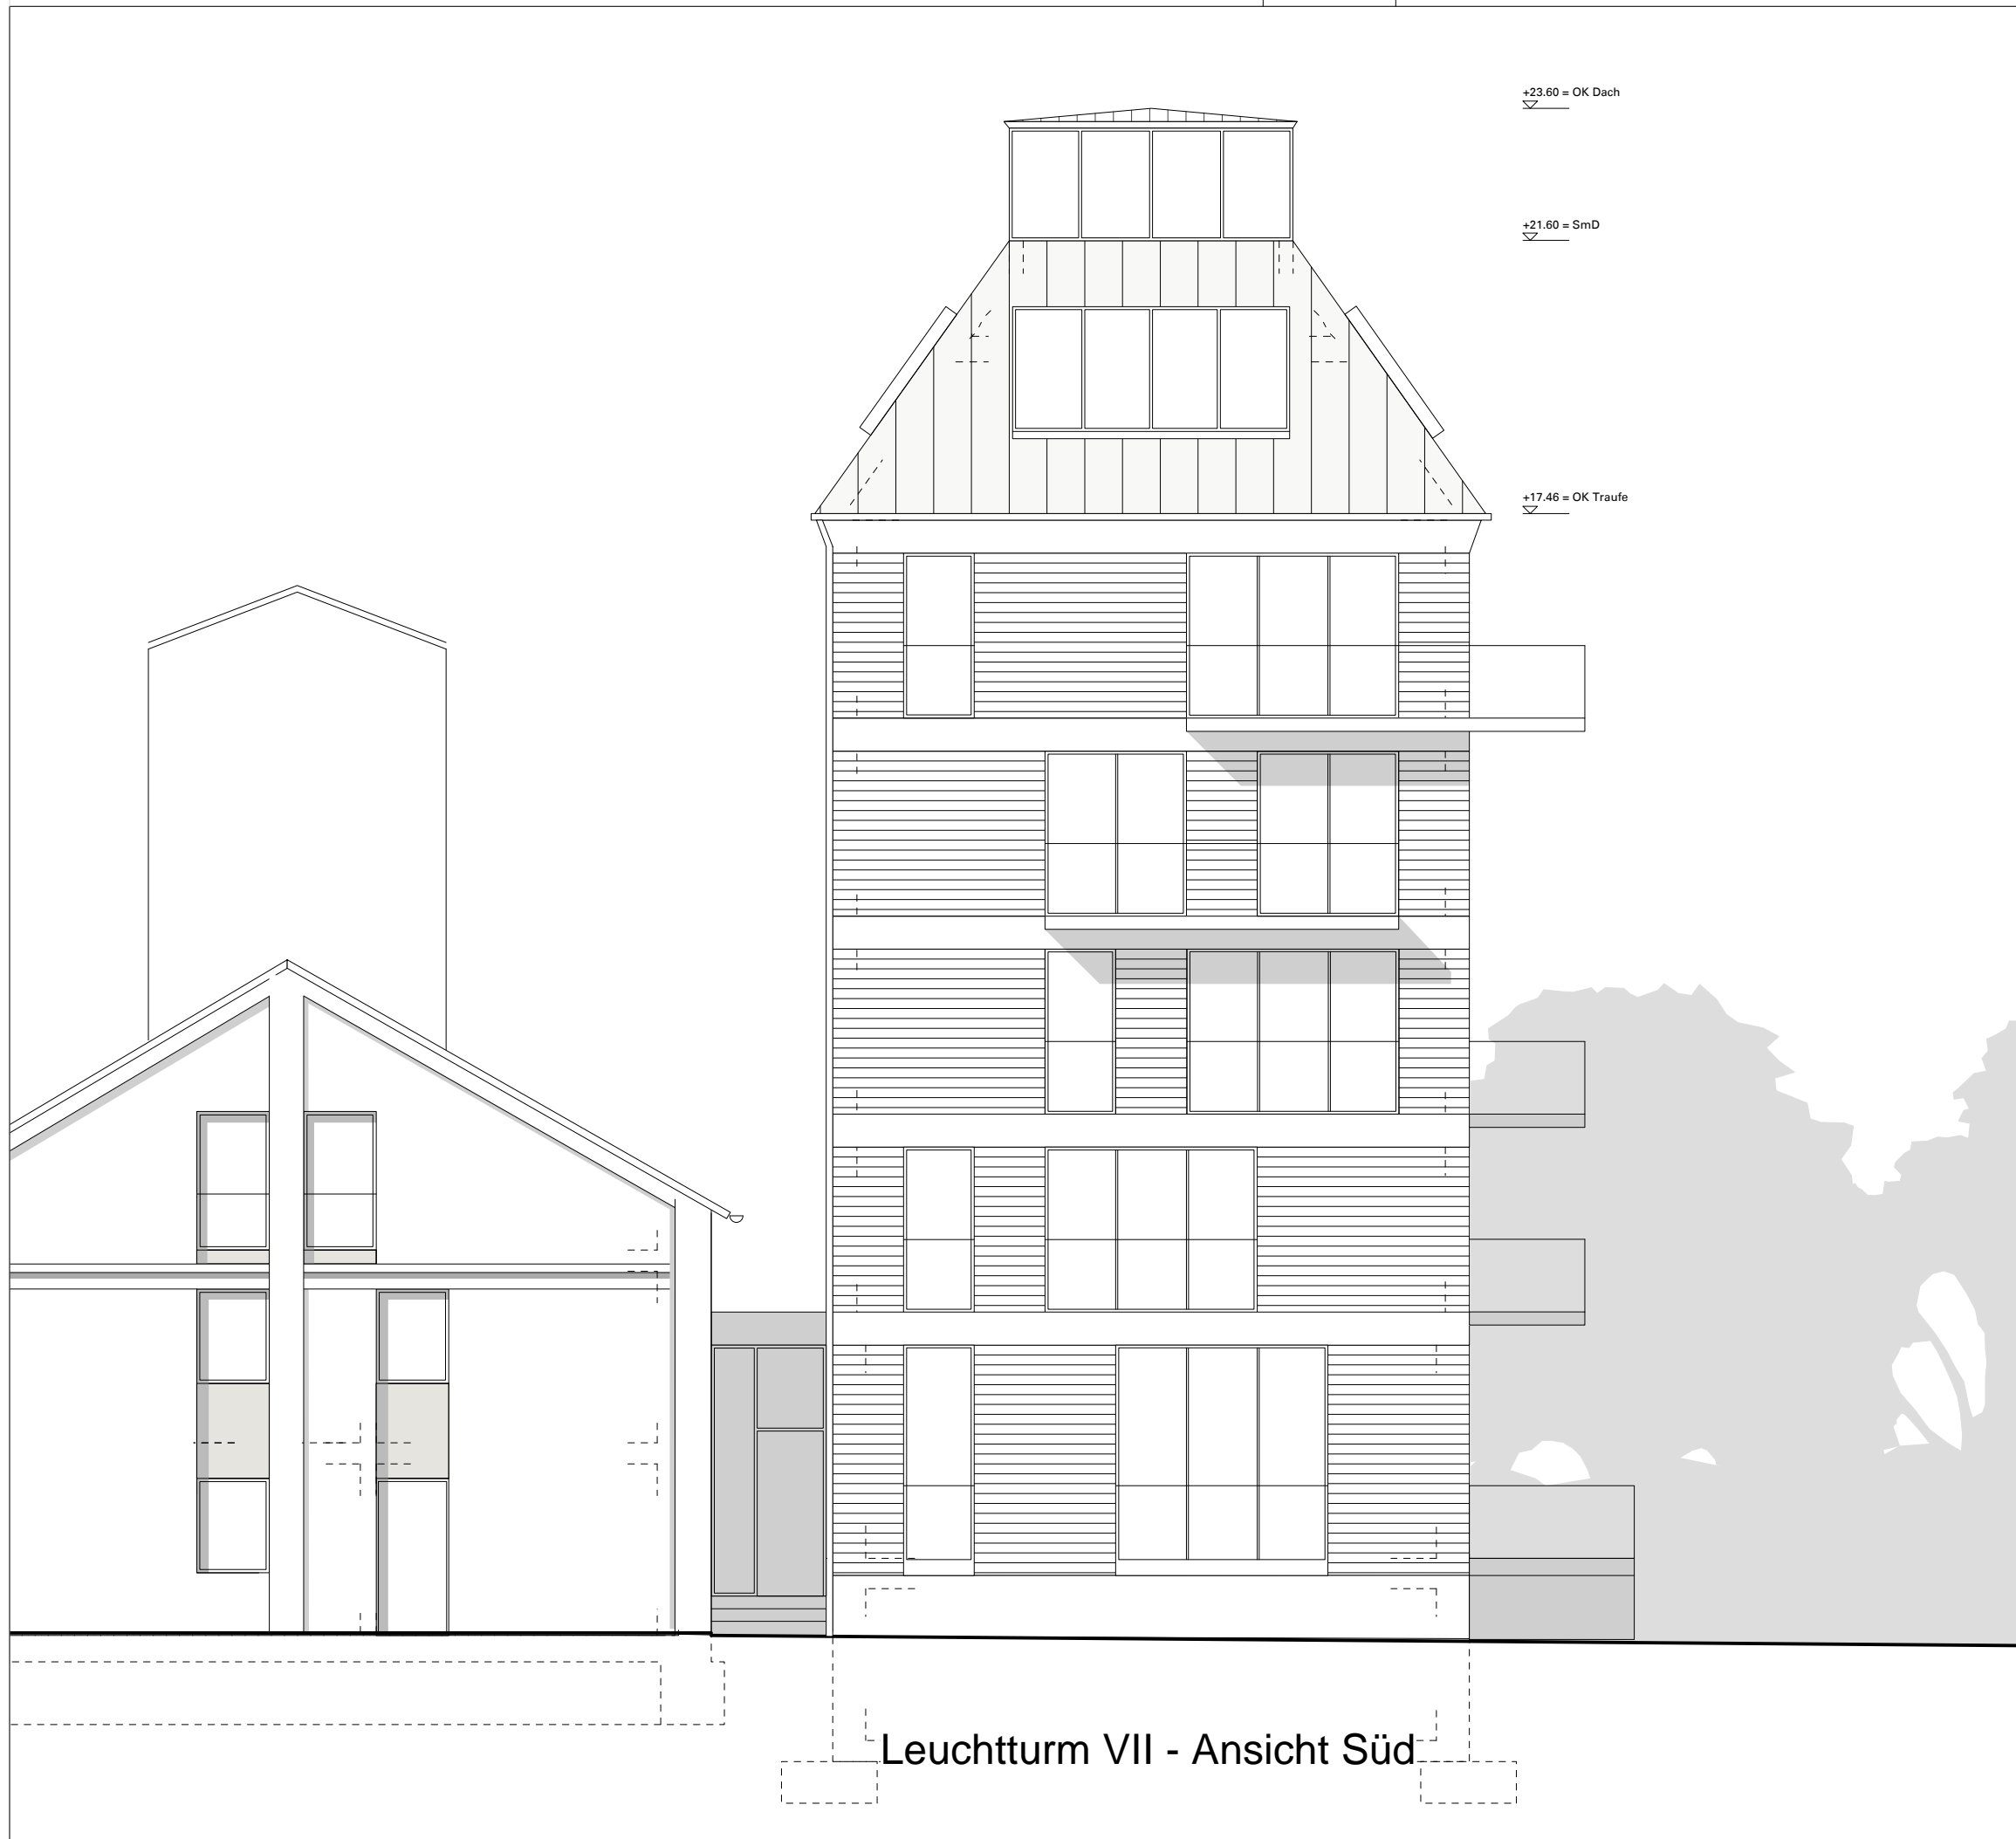 +23.60 = OK Dach
+21.60 = SmD
+17.46 = OK Traufe
Leuchtturm VII - Ansicht Süd